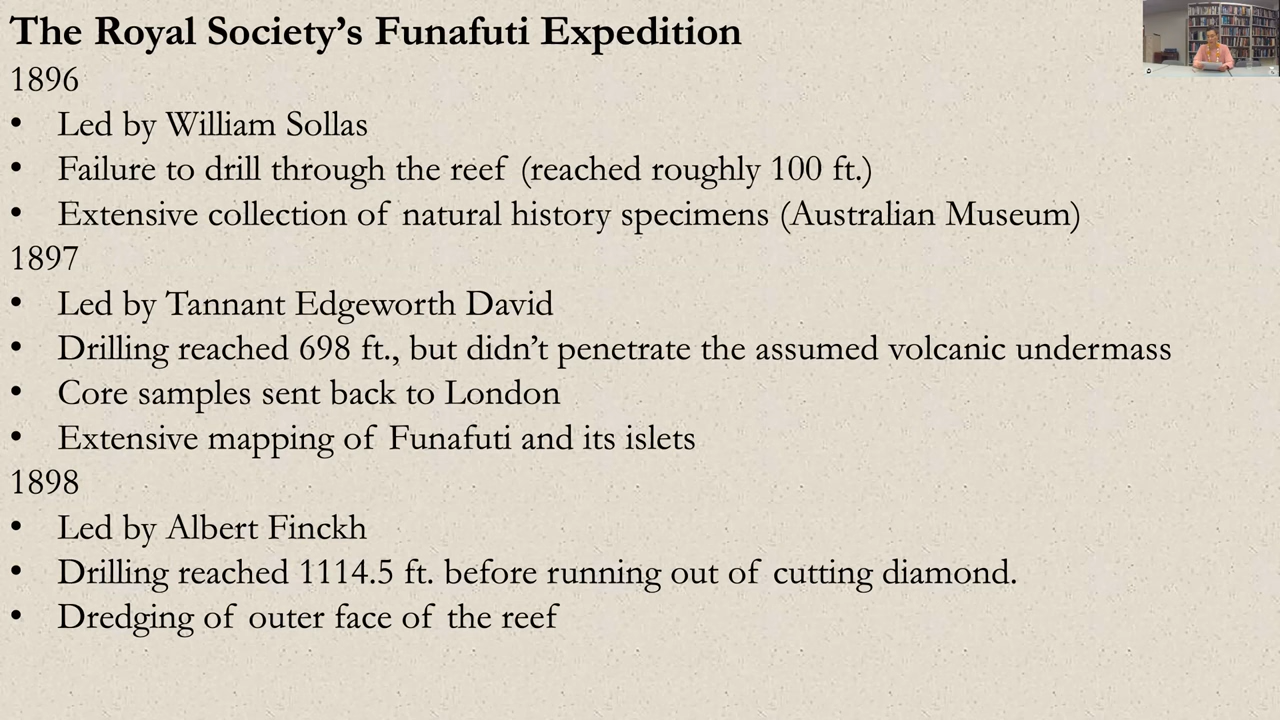 The Royal Society’s Funafuti Expedition
1896
• Led by William Sollas
• Failure to drill through the reef (reached roughly 100 ft.)
• Extensive collection of natural history specimens (Australian Museum)
1897
• Led by Tannant Edgeworth David
• Drilling reached 698 ft., but didn’t penetrate the assumed volcanic undermass
• Core samples sent back to London
• Extensive mapping of Funafuti and its islets
1898
• Led by Albert Finckh
• Drilling reached 1114.5 ft. before running out of cutting diamond.
• Dredging of outer face of the reef